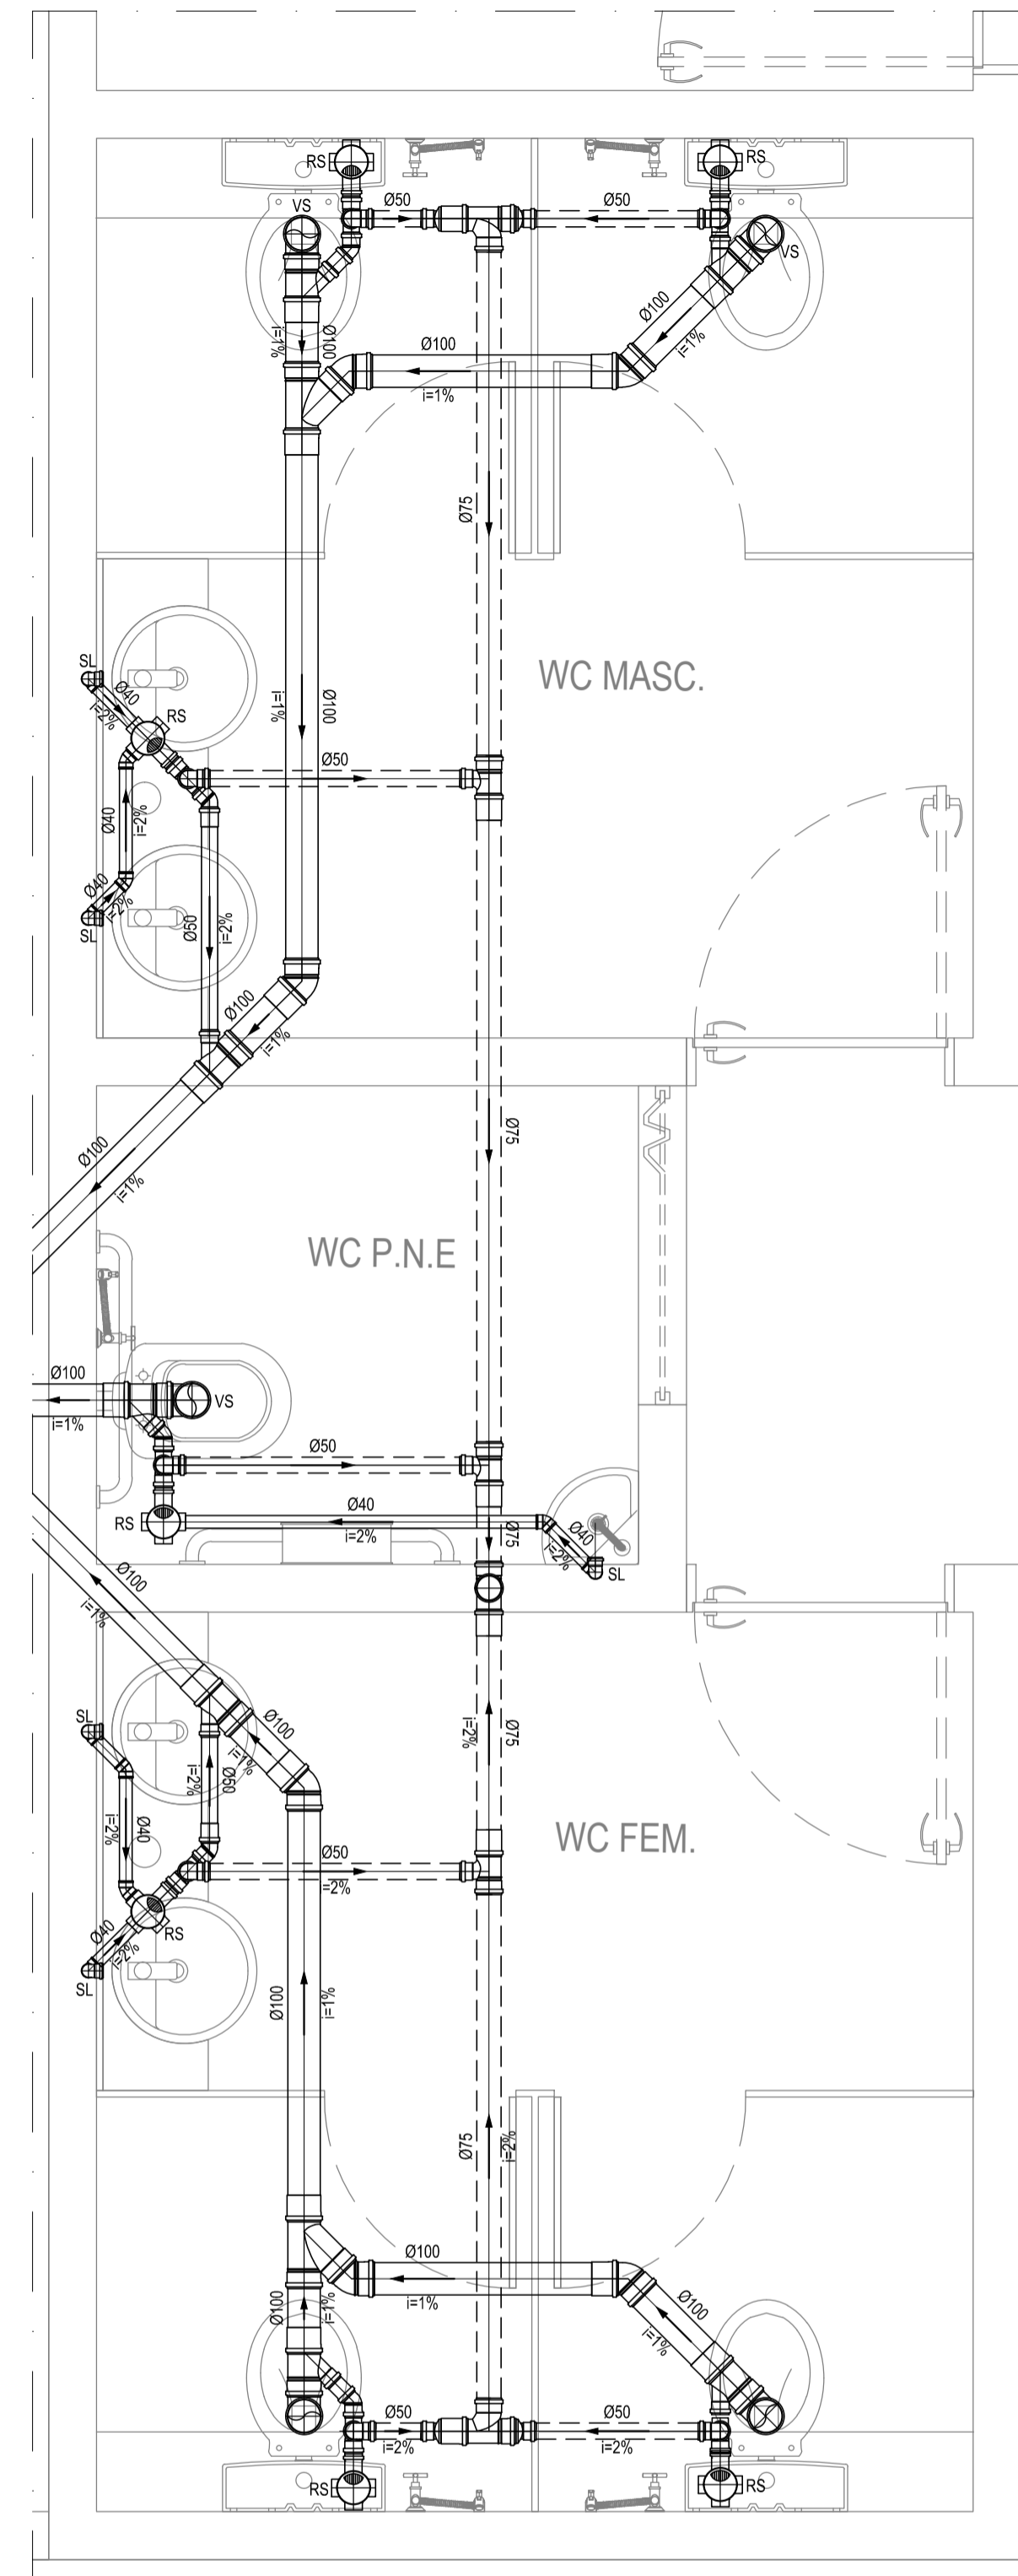 RS
RS
VS
Ø50
Ø50
VS
Ø100
i=1%
Ø100
i=1%
Ø100
i=1%
Ø75
WC MASC.
SL
Ø40
i=2%
RS
i=1%
Ø100
Ø50
Ø40
i=2%
Ø40
i=2%
SL
Ø50
i=2%
Ø100
i=1%
Ø100
i=1%
Ø75
WC P.N.E
Ø100
i=1%
VS
Ø50
Ø40
i=2%
RS
Ø75
Ø40
i=2%
SL
Ø100
i=1%
SL
Ø100
i=1%
i=2%
Ø75
i=2%
Ø50
i=2%
Ø40
WC FEM.
Ø50
=2%
Ø40
i=2%
RS
SL
Ø100
i=1%
Ø75
i=2%
Ø100
i=1%
Ø100
i=1%
Ø100
i=1%
Ø50
i=2%
Ø50
i=2%
RS
RS